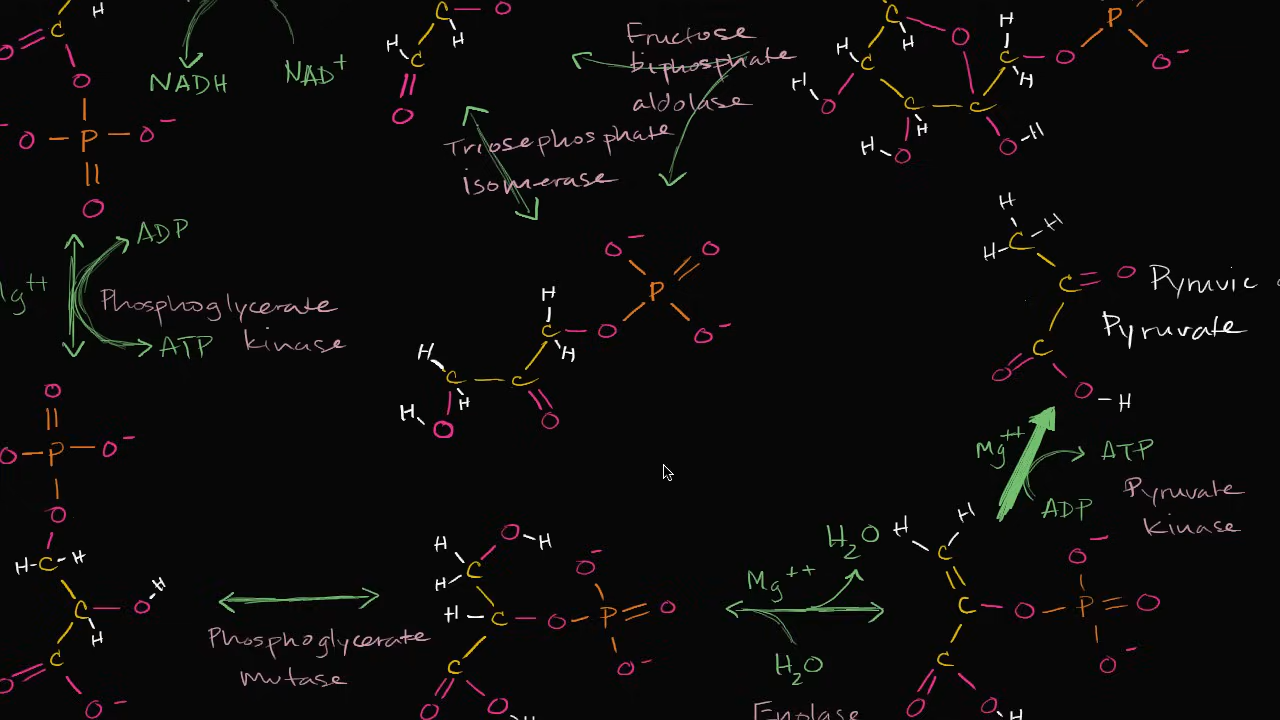 NADH
NAD+
Fructose
biphosphate
aldolase
Triosephosphate
isomerase
ADP
Mg++
Phosphoglycerate
kinase
ATP
Pyruvic
Pyruvate
Mg++
ATP
ADP
Pyruvate
kinase
Phosphoglycerate
mutase
H2O
Mg++
H2O
Enolase